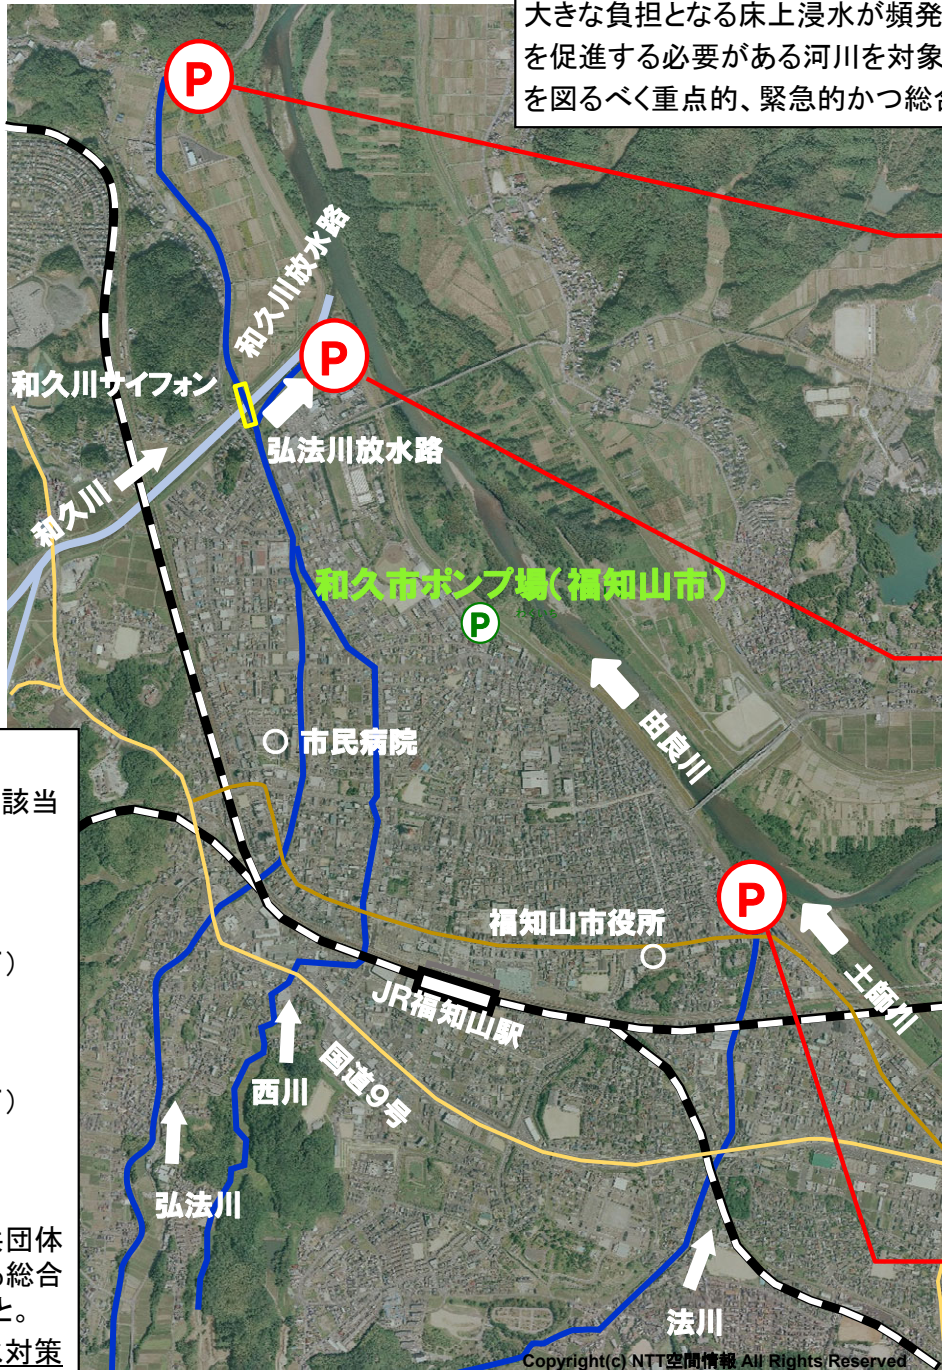 大きな負担となる床上浸水が頻発
を促進する必要がある河川を対象
を図るべく重点的、緊急的かつ総合
P
和久川放水路
P
和久川サイフォン
弘法川放水路
和久川
和久市ポンプ場(福知山市)
P
由良川
市民病院
該当
P
福知山市役所
土師川
JR福知山駅
西川
国道9号
弘法川
団体
総合
と。
対策
法川
Copyright(c) NTT空間情報 All Rights Reserved